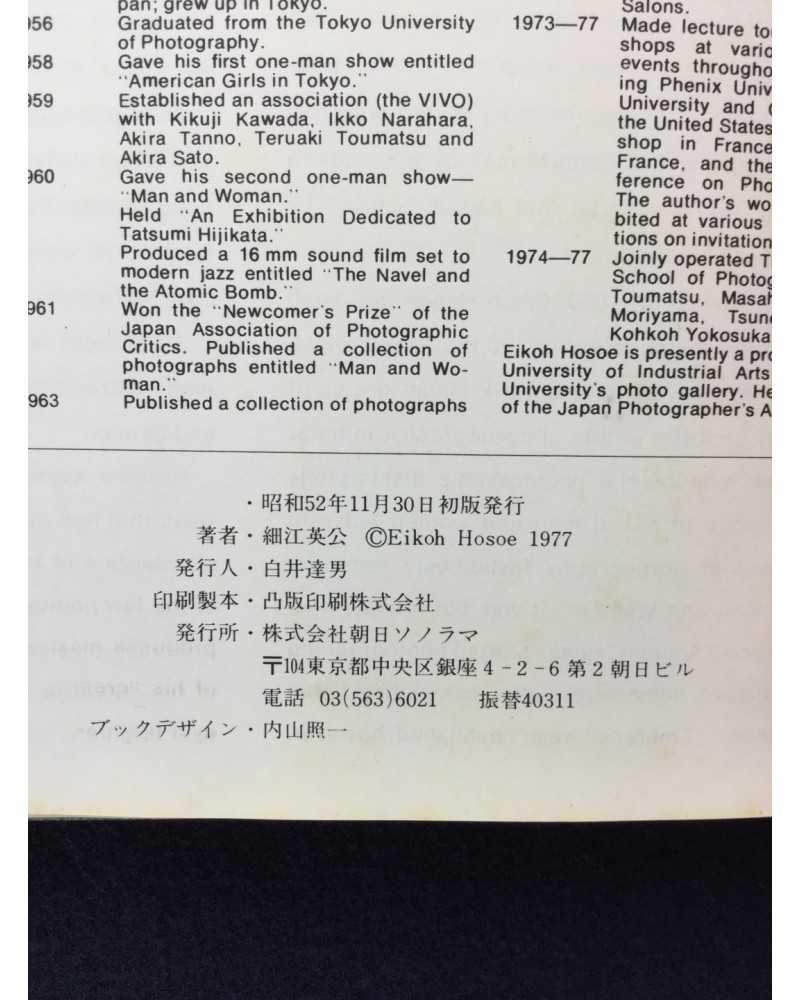 pan; grew up in Tokyo.
956 Graduated from the Tokyo University
of Photography.
958 Gave his first one-man show entitled
"American Girls in Tokyo."
959 Established an association (the VIVO)
with Kikuji Kawada, Ikko Narahara,
Akira Tanno, Teruaki Toumatsu and
Akira Sato.
960 Gave his second one-man show—
"Man and Woman."
Held "An Exhibition Dedicated to
Tatsumi Hijikata."
Produced a 16 mm sound film set to
modern jazz entitled "The Navel and
the Atomic Bomb."
961 Won the "Newcomer's Prize" of the
Japan Association of Photographic
Critics. Published a collection of
photographs entitled "Man and Wo-
man."
963 Published a collection of photographs
Salons.
1973—77 Made lecture to
shops at vario
events througho
ing Phenix Univ
University and
the United States
shop in France
France, and the
ference on Pho
The author's wo
bited at various
tions on invitation
1974—77 Joinly operated T
School of Photog
Toumatsu, Masah
Moriyama, Tsun
Kohkoh Yokosuka
Eikoh Hosoe is presently a pro
University of Industrial Arts
University's photo gallery. He
of the Japan Photographer's A
・昭和52年11月30日初版発行
著者・細江英公 ©Eikoh Hosoe 1977
発行人・白井達男
印刷製本・凸版印刷株式会社
発行所・株式会社朝日ソノラマ
〒104東京都中央区銀座4-2-6第2朝日ビル
電話 03(563)6021 振替40311
ブックデザイン・内山照一